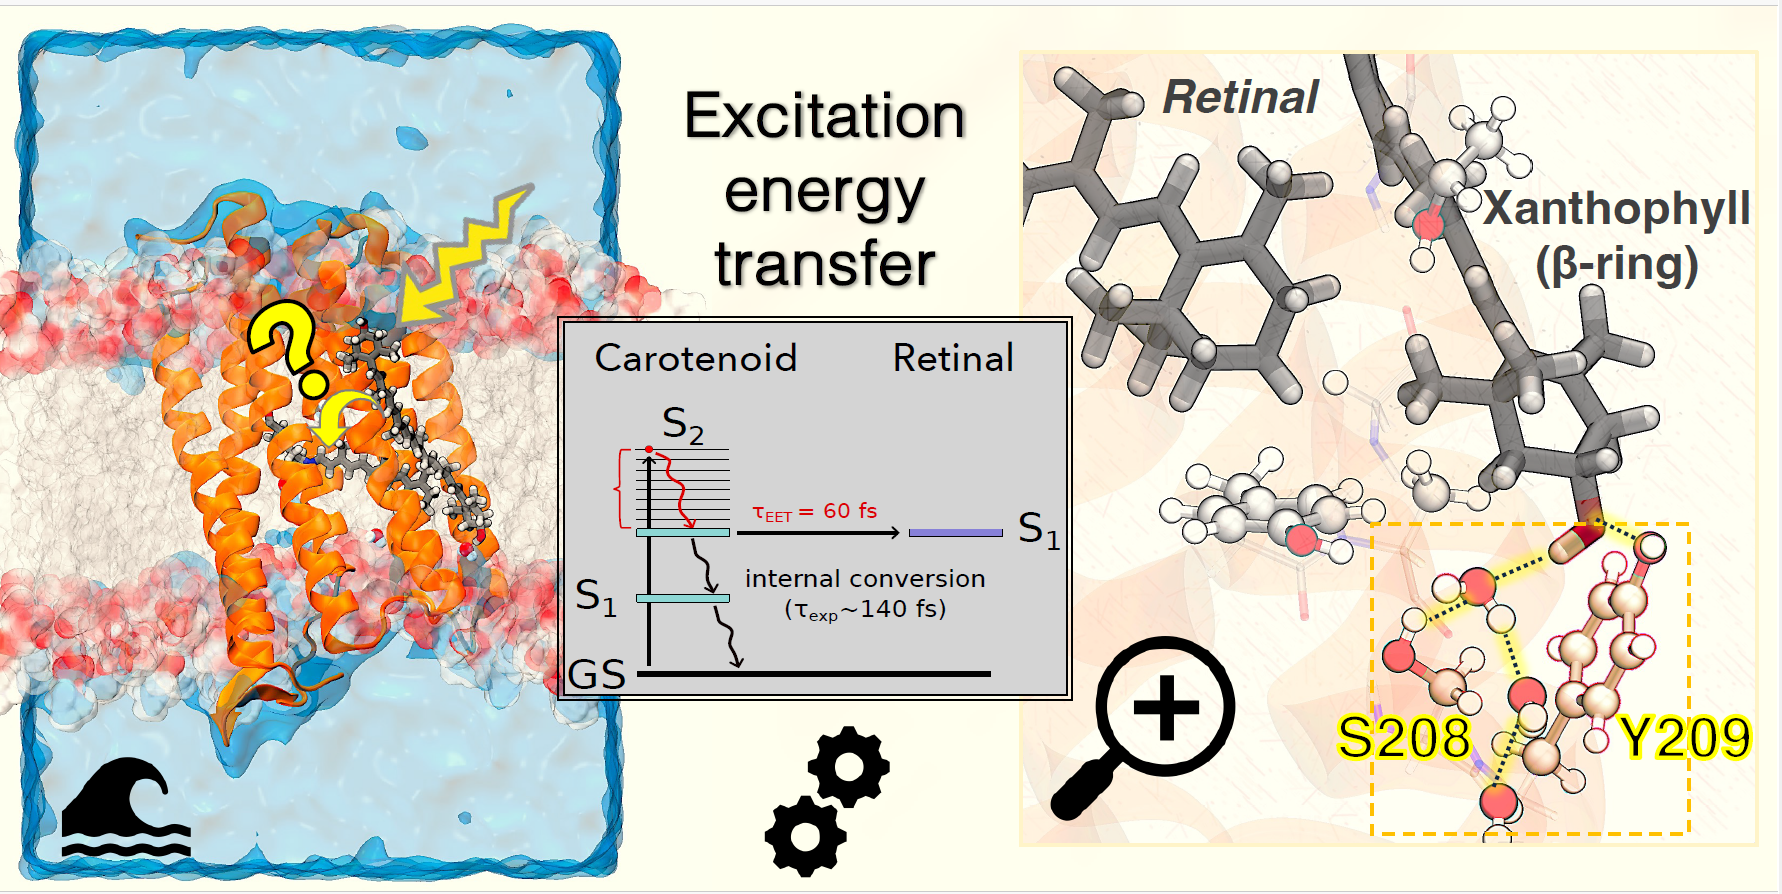 Excitation
energy
transfer
Carotenoid
Retinal
S2
τEET = 60 fs
S1
internal conversion
(τexp~140 fs)
S1
GS
Retinal
Xanthophyll
(β-ring)
S208
Y209
?